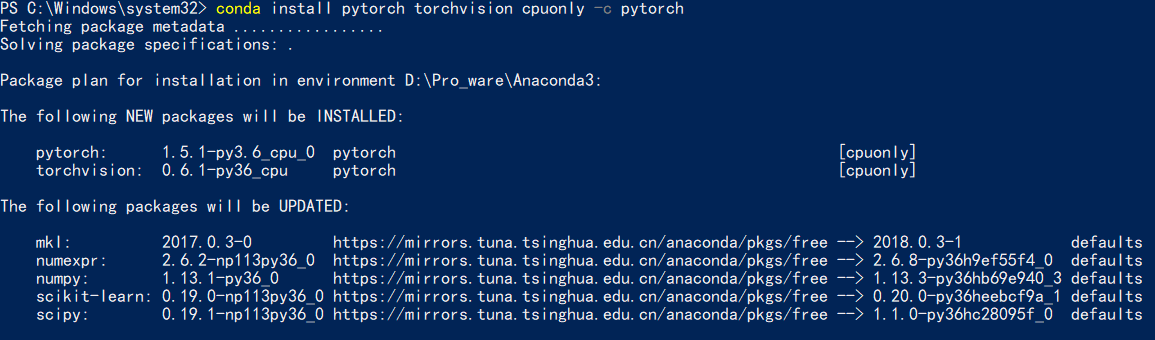 PS C:\Windows\system32> conda install pytorch torchvision cpuonly -c pytorch
Fetching package metadata .................
Solving package specifications: .
Package plan for installation in environment D:\Pro_ware\Anaconda3:
The following NEW packages will be INSTALLED:
pytorch: 1.5.1-py3.6_cpu_0 pytorch [cpuonly]
torchvision: 0.6.1-py36_cpu pytorch [cpuonly]
The following packages will be UPDATED:
mkl: 2017.0.3-0 https://mirrors.tuna.tsinghua.edu.cn/anaconda/pkgs/free --> 2018.0.3-1 defaults
numexpr: 2.6.2-np113py36_0 https://mirrors.tuna.tsinghua.edu.cn/anaconda/pkgs/free --> 2.6.8-py36h9ef55f4_0 defaults
numpy: 1.13.1-py36_0 https://mirrors.tuna.tsinghua.edu.cn/anaconda/pkgs/free --> 1.13.3-py36hb69e940_3 defaults
scikit-learn: 0.19.0-np113py36_0 https://mirrors.tuna.tsinghua.edu.cn/anaconda/pkgs/free --> 0.20.0-py36heebcf9a_1 defaults
scipy: 0.19.1-np113py36_0 https://mirrors.tuna.tsinghua.edu.cn/anaconda/pkgs/free --> 1.1.0-py36hc28095f_0 defaults